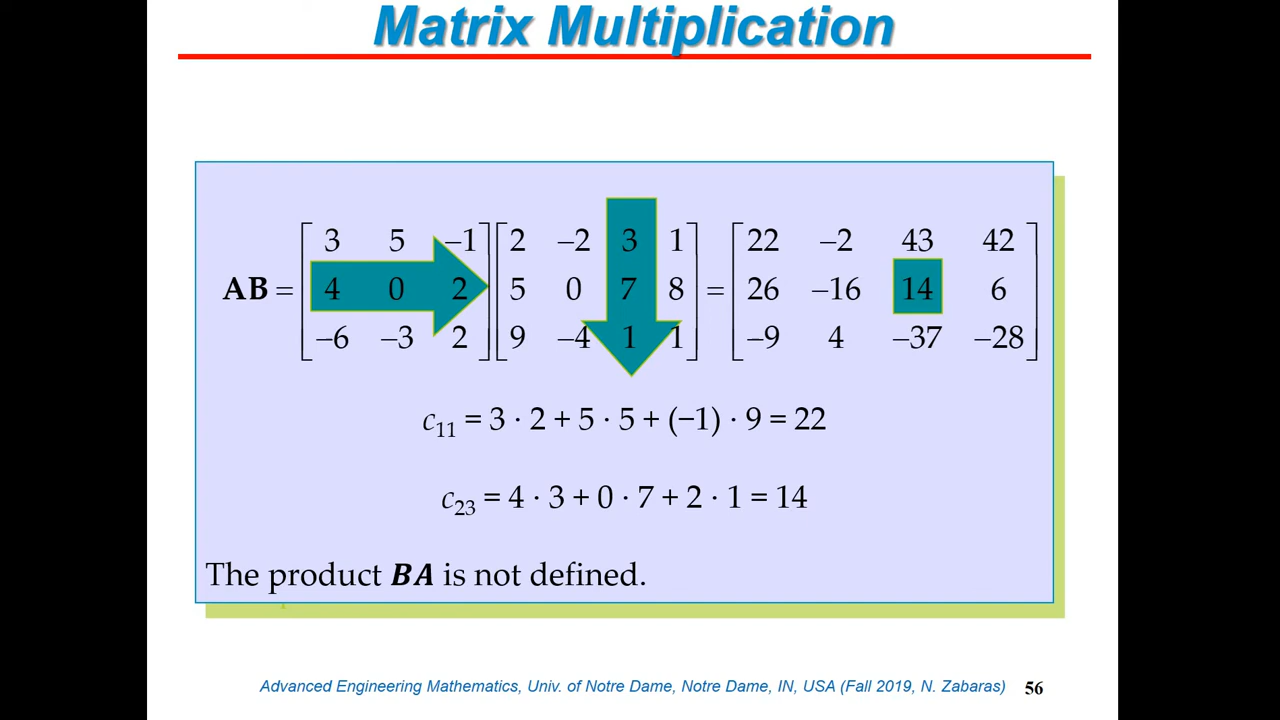 Matrix Multiplication
3 5 –1 2 –2 3 1 22 –2 43 42
AB = 4 0 2 5 0 7 8 = 26 –16 14 6
–6 –3 2 9 –4 1 1 –9 4 –37 –28
c₁₁ = 3 · 2 + 5 · 5 + (−1) · 9 = 22
c₂₃ = 4 · 3 + 0 · 7 + 2 · 1 = 14
The product BA is not defined.
Advanced Engineering Mathematics, Univ. of Notre Dame, Notre Dame, IN, USA (Fall 2019, N. Zabaras) 56